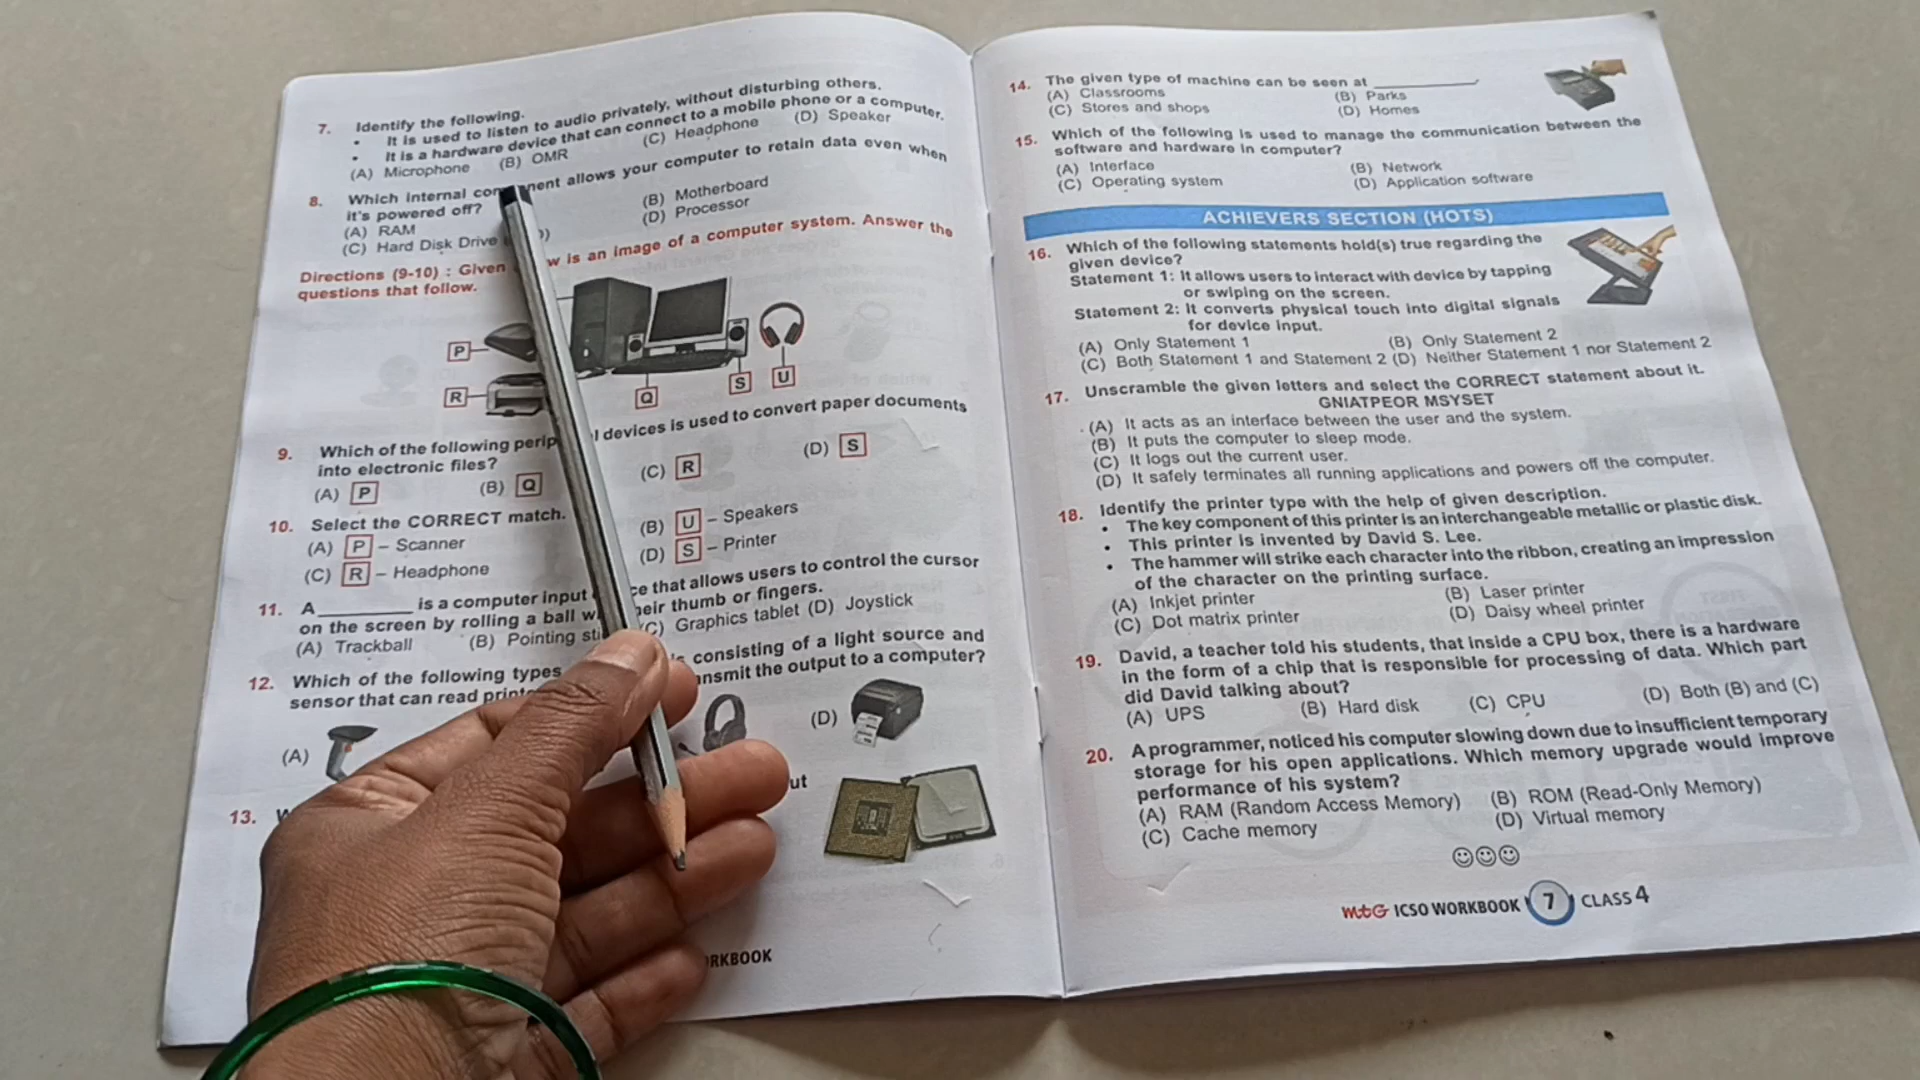 7. Identify the following.
• It is used to listen to audio privately, without disturbing others.
• It is a hardware device that can connect to a mobile phone or a computer.
(A) Microphone (B) OMR (C) Headphone (D) Speaker
8. Which internal allows your computer to retain data even when
it's powered off?
(A) RAM (B) Motherboard
(C) Hard Disk Drive (D) Processor
Directions (9-10) : Given is an image of a computer system. Answer the
questions that follow.
P
R
Q
S
U
9. Which of the following devices is used to convert paper documents
into electronic files?
(A) P (B) Q (C) R (D) S
10. Select the CORRECT match.
(A) P – Scanner (B) U – Speakers
(C) R – Headphone (D) S – Printer
11. A________ is a computer input that allows users to control the cursor
on the screen by rolling a ball their thumb or fingers.
(A) Trackball (B) Pointing (C) Graphics tablet (D) Joystick
12. Which of the following types consisting of a light source and
sensor that can read the output to a computer?
(A) (D)
13.
RKBOOK
14. The given type of machine can be seen at ________.
(A) Classrooms (B) Parks
(C) Stores and shops (D) Homes
15. Which of the following is used to manage the communication between the
software and hardware in computer?
(A) Interface (B) Network
(C) Operating system (D) Application software
ACHIEVERS SECTION (HOTS)
16. Which of the following statements hold(s) true regarding the
given device?
Statement 1: It allows users to interact with device by tapping
or swiping on the screen.
Statement 2: It converts physical touch into digital signals
for device input.
(A) Only Statement 1 (B) Only Statement 2
(C) Both Statement 1 and Statement 2 (D) Neither Statement 1 nor Statement 2
17. Unscramble the given letters and select the CORRECT statement about it.
GNIATPEOR MSYSET
(A) It acts as an interface between the user and the system.
(B) It puts the computer to sleep mode.
(C) It logs out the current user.
(D) It safely terminates all running applications and powers off the computer.
18. Identify the printer type with the help of given description.
• The key component of this printer is an interchangeable metallic or plastic disk.
• This printer is invented by David S. Lee.
• The hammer will strike each character into the ribbon, creating an impression
of the character on the printing surface.
(A) Inkjet printer (B) Laser printer
(C) Dot matrix printer (D) Daisy wheel printer
19. David, a teacher told his students, that inside a CPU box, there is a hardware
in the form of a chip that is responsible for processing of data. Which part
did David talking about?
(A) UPS (B) Hard disk (C) CPU (D) Both (B) and (C)
20. A programmer, noticed his computer slowing down due to insufficient temporary
storage for his open applications. Which memory upgrade would improve
performance of his system?
(A) RAM (Random Access Memory) (B) ROM (Read-Only Memory)
(C) Cache memory (D) Virtual memory
MtG ICSO WORKBOOK 7 CLASS 4